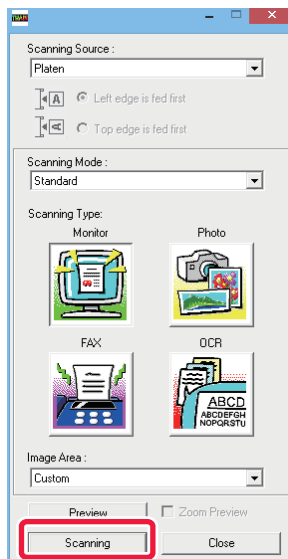 Scanning Source :
Platen
A Left edge is fed first
A Top edge is fed first
Scanning Mode :
Standard
Scanning Type:
Monitor Photo
FAX OCR
ABCD
ABCDEFGH
NOPQRSTU
Image Area :
Custom
Preview Zoom Preview
Scanning Close